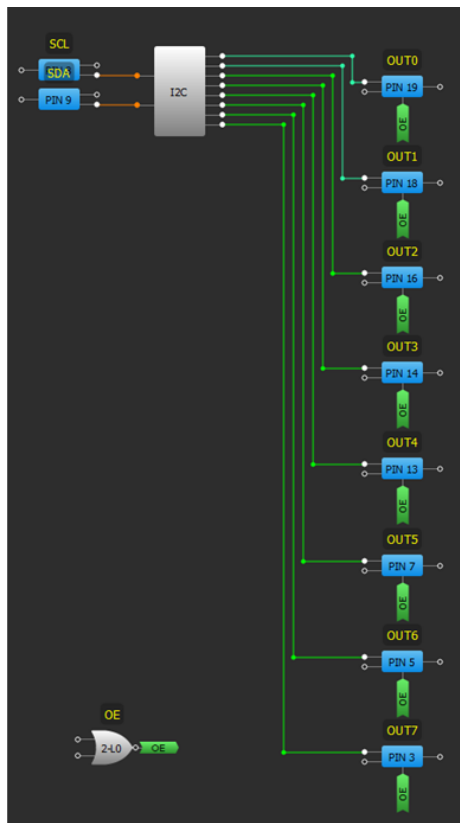 SCL
SDA
PIN 9
I2C
OUT0
PIN 19
OE
OUT1
PIN 18
OE
OUT2
PIN 16
OE
OUT3
PIN 14
OE
OUT4
PIN 13
OE
OUT5
PIN 7
OE
OUT6
PIN 5
OE
OUT7
PIN 3
OE
OE
2-L0
OE